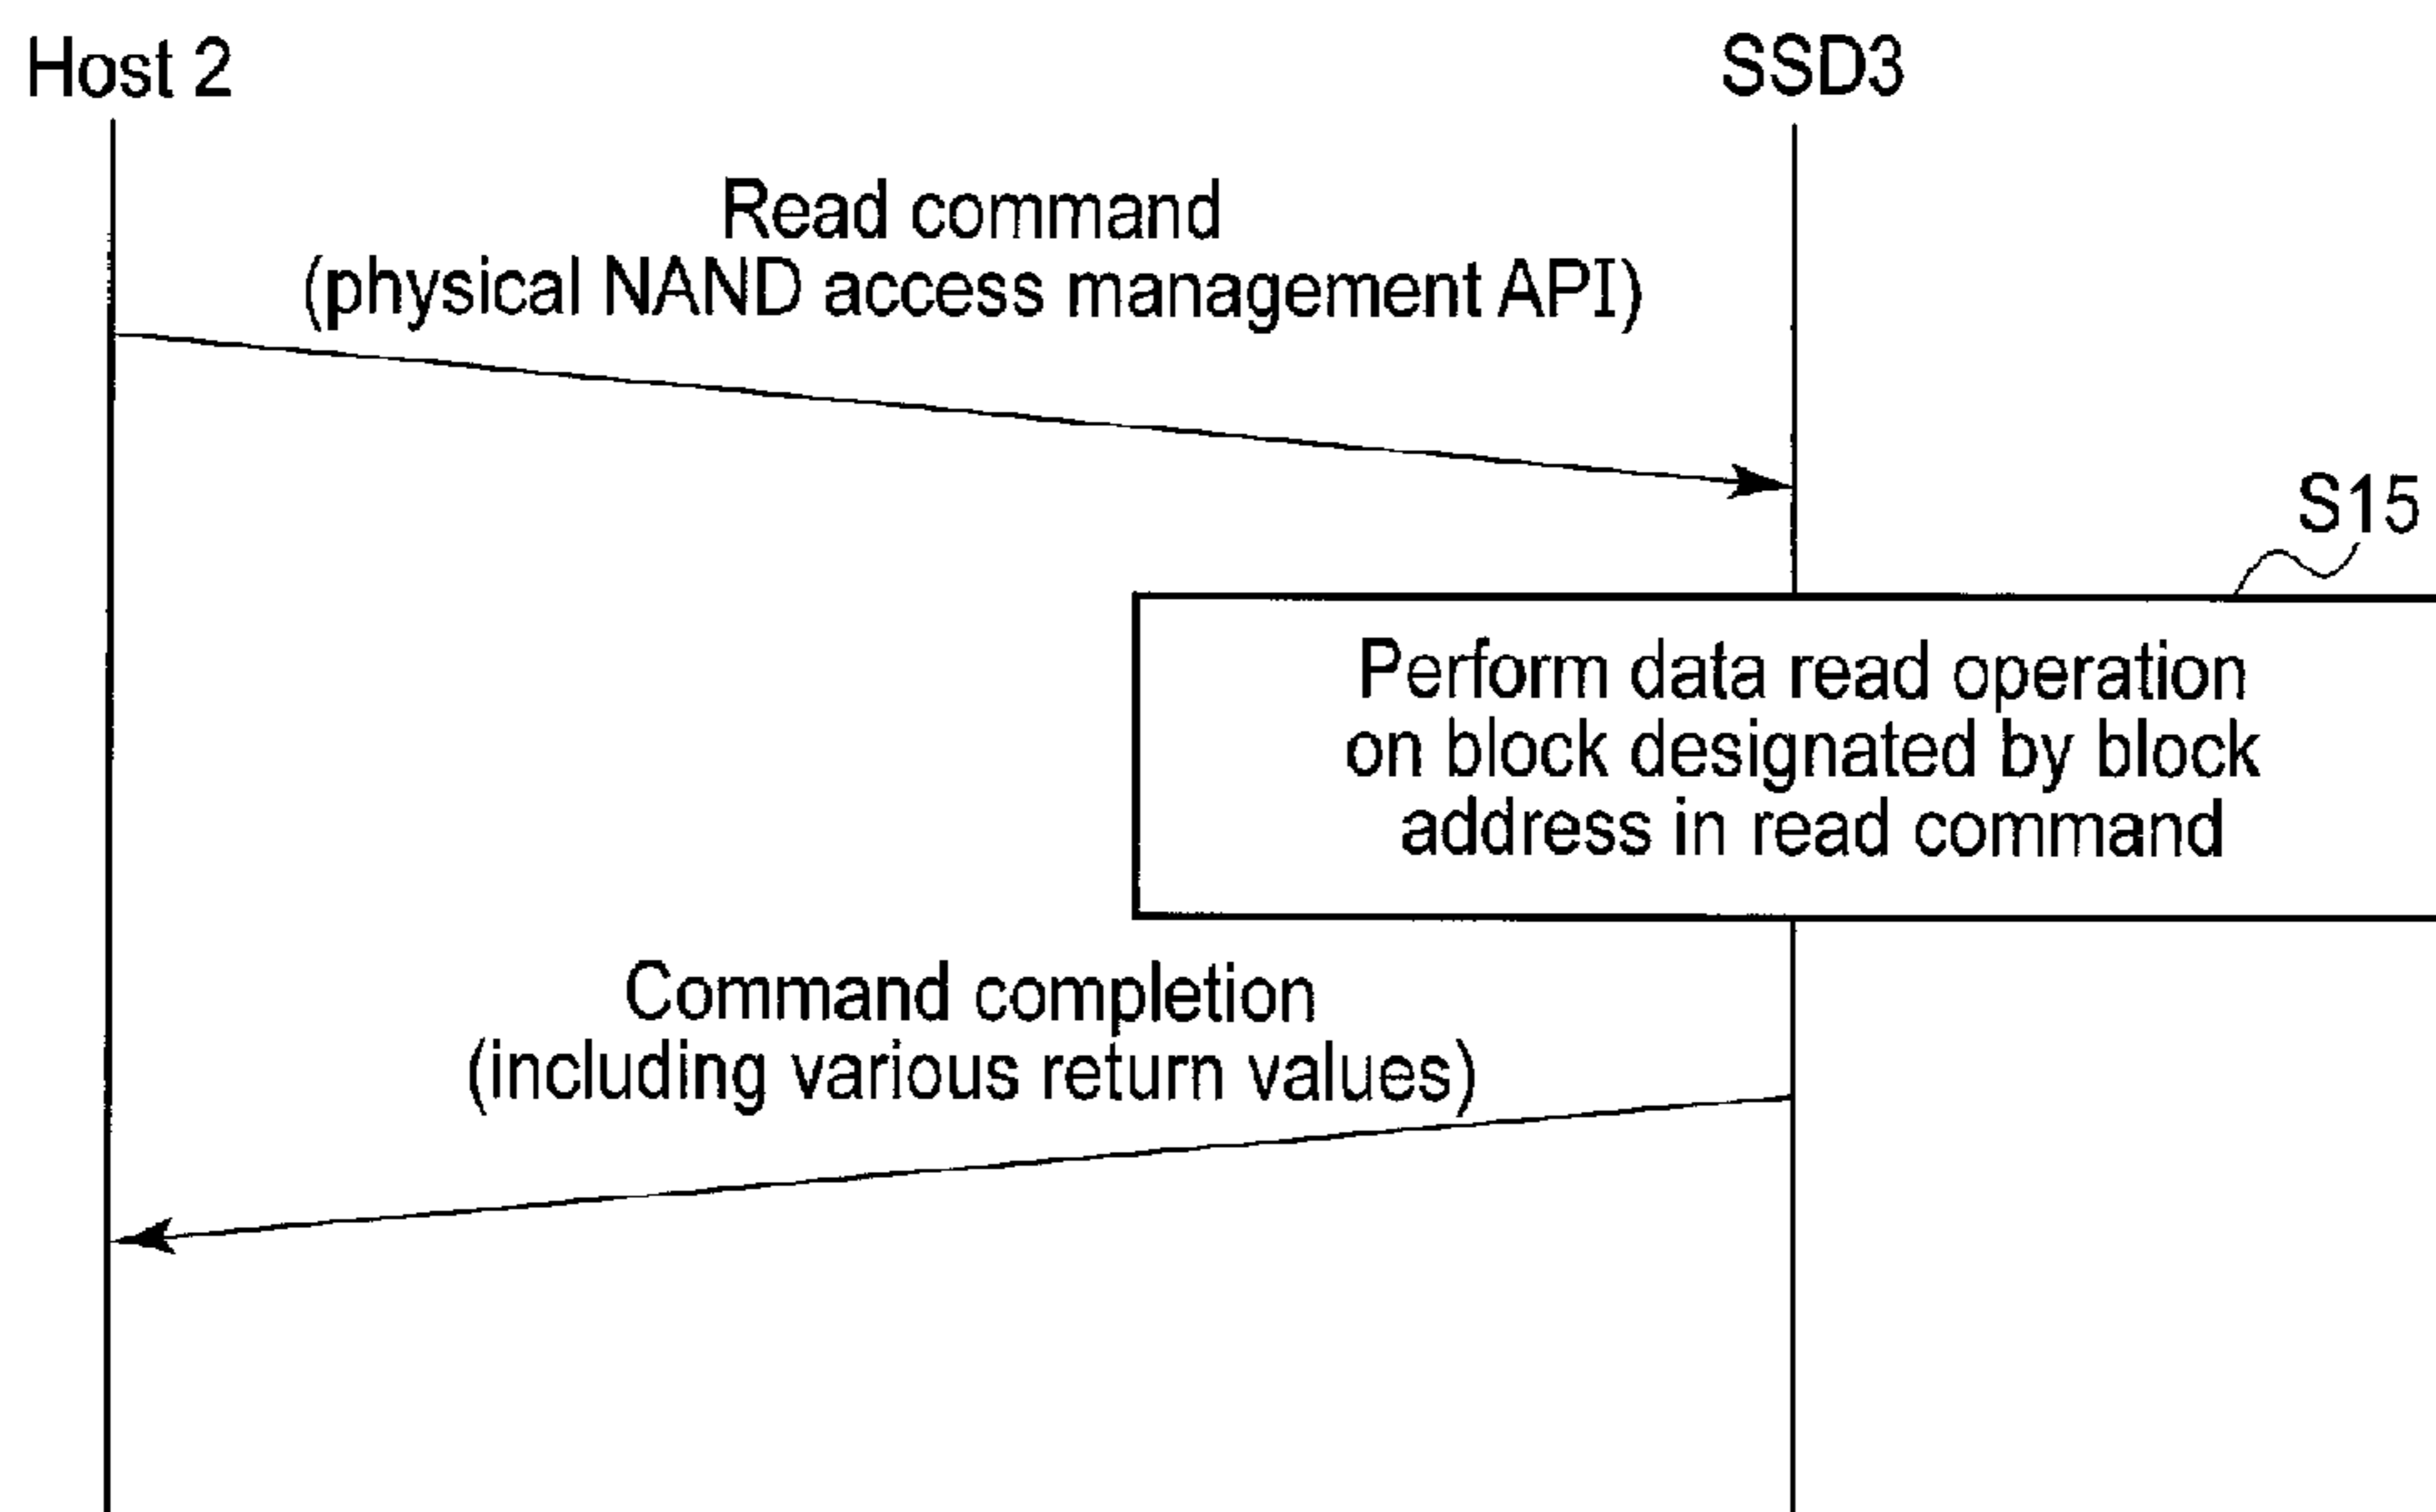 Host 2
SSD3
Read command
(physical NAND access management API)
S15
Perform data read operation
on block designated by block
address in read command
Command completion
(including various return values)